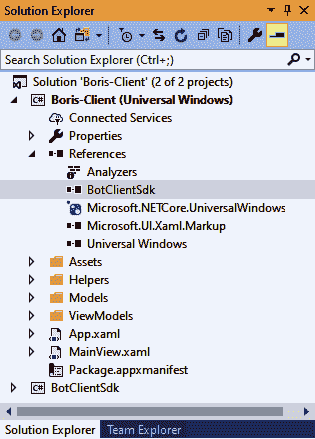 Solution Explorer
Search Solution Explorer (Ctrl+;)
Solution 'Boris-Client' (2 of 2 projects)
C# Boris-Client (Universal Windows)
Connected Services
Properties
References
Analyzers
BotClientSdk
Microsoft.NETCore.UniversalWindows
Microsoft.UI.Xaml.Markup
Universal Windows
Assets
Helpers
Models
ViewModels
App.xaml
MainView.xaml
Package.appxmanifest
C# BotClientSdk
Solution Explorer Team Explorer